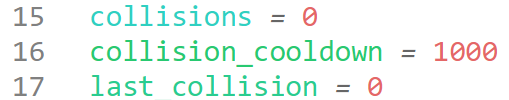 15 collisions = 0
16 collision_cooldown = 1000
17 last_collision = 0